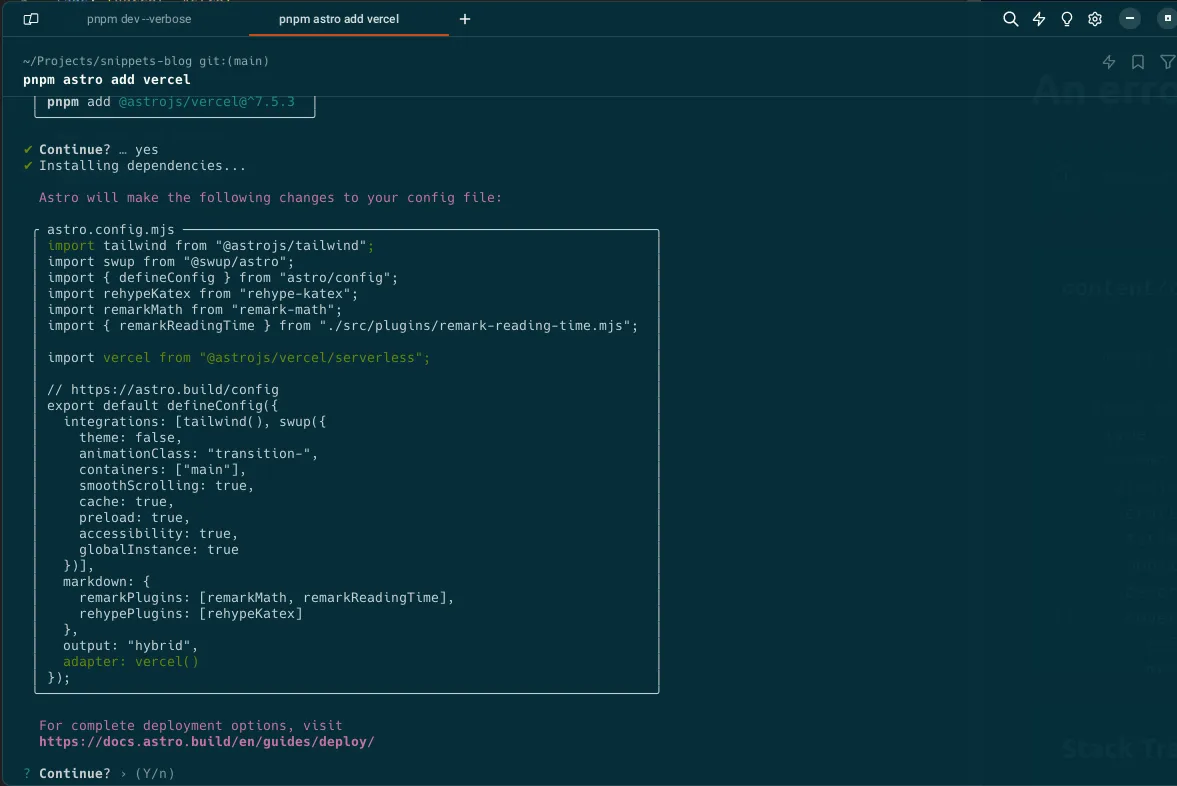 pnpm dev --verbose
pnpm astro add vercel
+
~/Projects/snippets-blog git:(main)
pnpm astro add vercel
An erro
pnpm add @astrojs/vercel@^7.5.3
✔ Continue? … yes
✔ Installing dependencies...
Astro will make the following changes to your config file:
astro.config.mjs
import tailwind from "@astrojs/tailwind";
import swup from "@swup/astro";
import { defineConfig } from "astro/config";
import rehypeKatex from "rehype-katex";
import remarkMath from "remark-math";
import { remarkReadingTime } from "./src/plugins/remark-reading-time.mjs";
import vercel from "@astrojs/vercel/serverless";
// https://astro.build/config
export default defineConfig({
integrations: [tailwind(), swup({
theme: false,
animationClass: "transition-",
containers: ["main"],
smoothScrolling: true,
cache: true,
preload: true,
accessibility: true,
globalInstance: true
})],
markdown: {
remarkPlugins: [remarkMath, remarkReadingTime],
rehypePlugins: [rehypeKatex]
},
output: "hybrid",
adapter: vercel()
});
For complete deployment options, visit
https://docs.astro.build/en/guides/deploy/
Stack Tra
? Continue? › (Y/n)